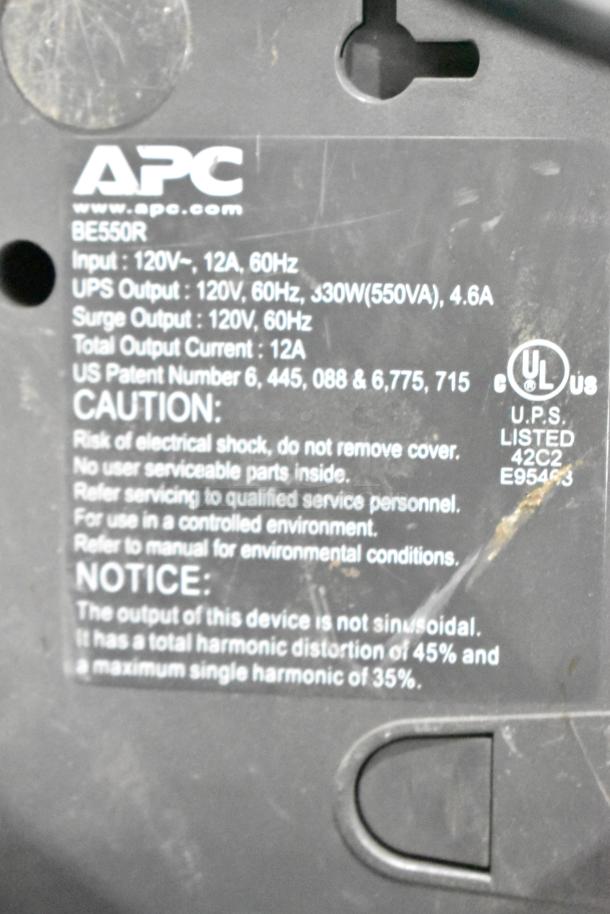 APC
www.apc.com
BE550R
Input : 120V~, 12A, 60Hz
UPS Output : 120V, 60Hz, 330W(550VA), 4.6A
Surge Output : 120V, 60Hz
Total Output Current : 12A
US Patent Number 6, 445, 088 & 6,775, 715
CAUTION:
Risk of electrical shock, do not remove cover.
No user serviceable parts inside.
Refer servicing to qualified service personnel.
For use in a controlled environment.
Refer to manual for environmental conditions.
c UL ® US
U.P.S.
LISTED
42C2
NOTICE:
The output of this device is not sinusoidal.
It has a total harmonic distortion of 45% and
a maximum single harmonic of 35%.